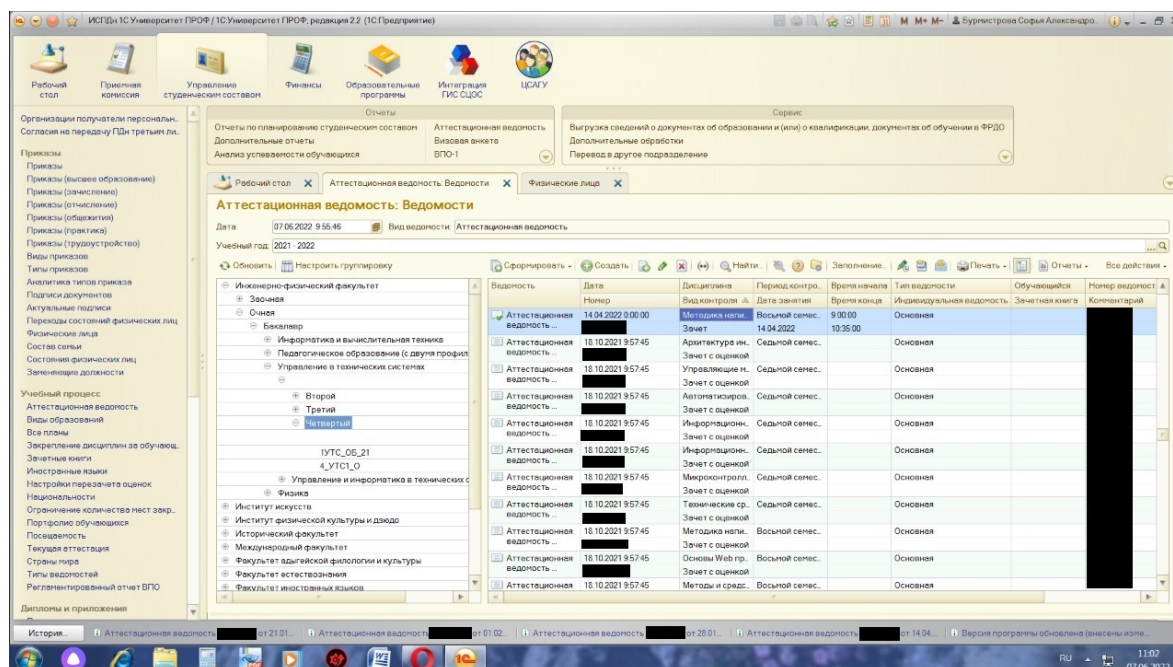 ИСПДн 1С Университет ПРОФ / 1С:Университет ПРОФ, редакция 2.2 (1С:Предприятие)
M M+ M- Бурмистрова Софья Александро..
Рабочий стол
Приемная комиссия
Управление студенческим составом
Финансы
Образовательные программы
Интеграция ГИС СЦОС
ЦСАГУ
Организации получатели персональн..
Согласия на передачу ПДн третьим ли..
Приказы
Приказы
Приказы (высшее образование)
Приказы (зачисление)
Приказы (отчисление)
Приказы (общежития)
Приказы (практика)
Приказы (трудоустройство)
Виды приказов
Типы приказов
Аналитика типов приказа
Подписи документов
Актуальные подписи
Переходы состояний физических лиц
Физические лица
Состав семьи
Состояния физических лиц
Заменяющие должности
Учебный процесс
Аттестационная ведомость
Виды образований
Все планы
Закрепление дисциплин за обучающ..
Зачетные книги
Иностранные языки
Настройки перезачета оценок
Национальности
Ограничение количества мест закр..
Портфолио обучающихся
Посещаемость
Текущая аттестация
Страны мира
Типы ведомостей
Регламентированный отчет ВПО
Дипломы и приложения
Отчеты
Отчеты по планированию студенческим составом Аттестационная ведомость
Дополнительные отчеты Визовая анкета
Анализ успеваемости обучающихся ВПО-1
Сервис
Выгрузка сведений о документах об образовании и (или) о квалификации, документах об обучении в ФРДО
Дополнительные обработки
Перевод в другое подразделение
Рабочий стол X Аттестационная ведомость: Ведомости X Физические лица X
Аттестационная ведомость: Ведомости
Дата: 07.06.2022 9:55:46 Вид ведомости: Аттестационная ведомость
Учебный год: 2021 - 2022
Обновить Настроить группировку
Сформировать Создать Найти... Заполнение... Печать Отчеты Все действия
Инженерно-физический факультет
Заочная
Очная
Бакалавр
Информатика и вычислительная техника
Педагогическое образование (с двумя профил
Управление в технических системах
Второй
Третий
Четвертый
1УТС_ОБ_21
4_УТС1_О
Управление и информатика в технических с
Физика
Институт искусств
Институт физической культуры и дзюдо
Исторический факультет
Международный факультет
Факультет адыгейской филологии и культуры
Факультет естествознания
Факультет иностранных языков
Ведомость Дата Дисциплина Период контро.. Время начала Тип ведомости Обучающийся Номер ведомост
Номер Вид контроля Дата занятия Время конца Индивидуальная ведомость Зачетная книга Комментарий
Аттестационная 14.04.2022 0:00:00 Методика напи.. Восьмой семес.. 9:00:00 Основная
ведомость ... Зачет 14.04.2022 10:35:00
Аттестационная 18.10.2021 9:57:45 Архитектура ин.. Седьмой семес.. Основная
ведомость ... Зачет с оценкой
Аттестационная 18.10.2021 9:57:45 Управляющие м.. Седьмой семес.. Основная
ведомость ... Зачет с оценкой
Аттестационная 18.10.2021 9:57:45 Автоматизиров.. Седьмой семес.. Основная
ведомость ... Зачет с оценкой
Аттестационная 18.10.2021 9:57:45 Информационн.. Седьмой семес.. Основная
ведомость ... Зачет с оценкой
Аттестационная 18.10.2021 9:57:45 Информационн.. Седьмой семес.. Основная
ведомость ... Зачет с оценкой
Аттестационная 18.10.2021 9:57:45 Микроконтролл.. Седьмой семес.. Основная
ведомость ... Зачет с оценкой
Аттестационная 18.10.2021 9:57:45 Технические ср.. Седьмой семес.. Основная
ведомость ... Зачет с оценкой
Аттестационная 18.10.2021 9:57:45 Методика напи.. Восьмой семес.. Основная
ведомость ... Зачет с оценкой
Аттестационная 18.10.2021 9:57:45 Основы Web пр.. Восьмой семес.. Основная
ведомость ... Зачет с оценкой
Аттестационная 18.10.2021 9:57:45 Методы и средс.. Восьмой семес.. Основная
История... Аттестационная ведомость от 21.01... Аттестационная ведомость от 01.02... Аттестационная ведомость от 28.01... Аттестационная ведомость от 14.04... Версия программы обновлена (внесены изме...
RU 11:02
07.06.2022